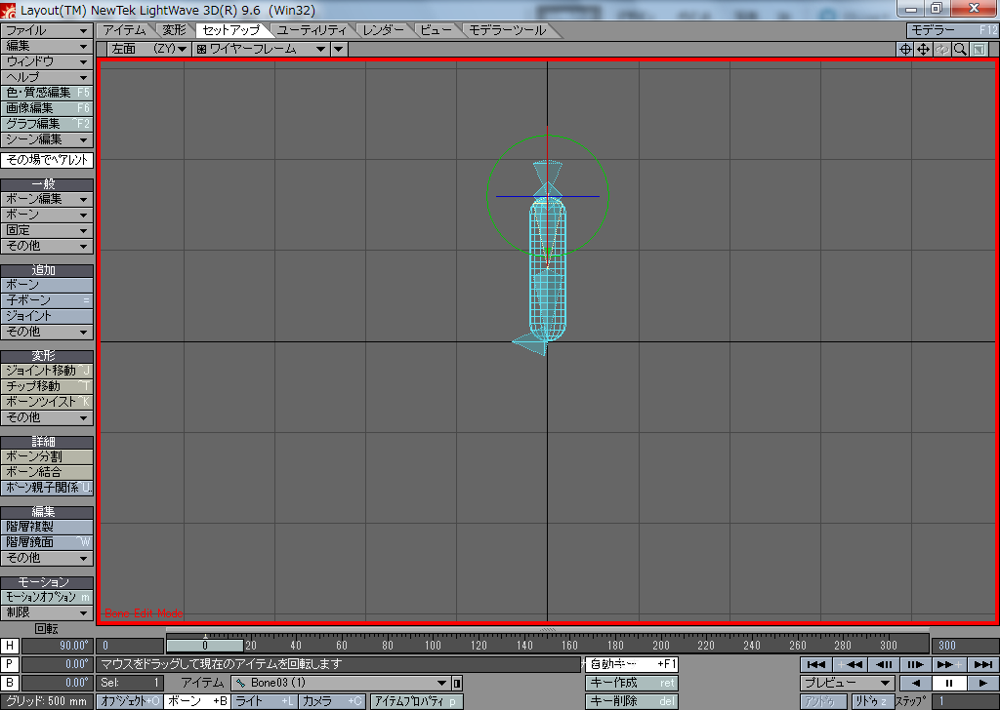 Layout(TM) NewTek LightWave 3D(R) 9.6 (Win32)
ファイル
編集
ウィンドウ
ヘルプ
色・質感編集 F5
画像編集 F6
グラフ編集 ^F2
シーン編集
その場でペアレント
アイテム 変形 セットアップ ユーティリティ レンダー ビュー モデラーツール
モデラー F12
左面 (ZY) ワイヤーフレーム
一般
ボーン編集
ボーン
固定
その他
追加
ボーン
子ボーン =
ジョイント
その他
変形
ジョイント移動 ^J
チップ移動 ^T
ボーンツイスト ^K
その他
詳細
ボーン分割
ボーン結合
ボーン親子関係 U
編集
階層複製
階層鏡面 ^W
その他
モーション
モーションオプション m
制限
Bone Edit Mode
回転
H 90.00° 0
0 20 40 60 80 100 120 140 160 180 200 220 240 260 280 300
300
P 0.00° マウスをドラッグして現在のアイテムを回転します
自動キー +F1
B 0.00° Sel: 1 アイテム Bone03 (1)
キー作成 ret
プレビュー
グリッド: 500 mm オブジェクト+O ボーン +B ライト +L カメラ +C アイテムプロパティ p
キー削除 del
アンドゥ リドゥ z ステップ 1